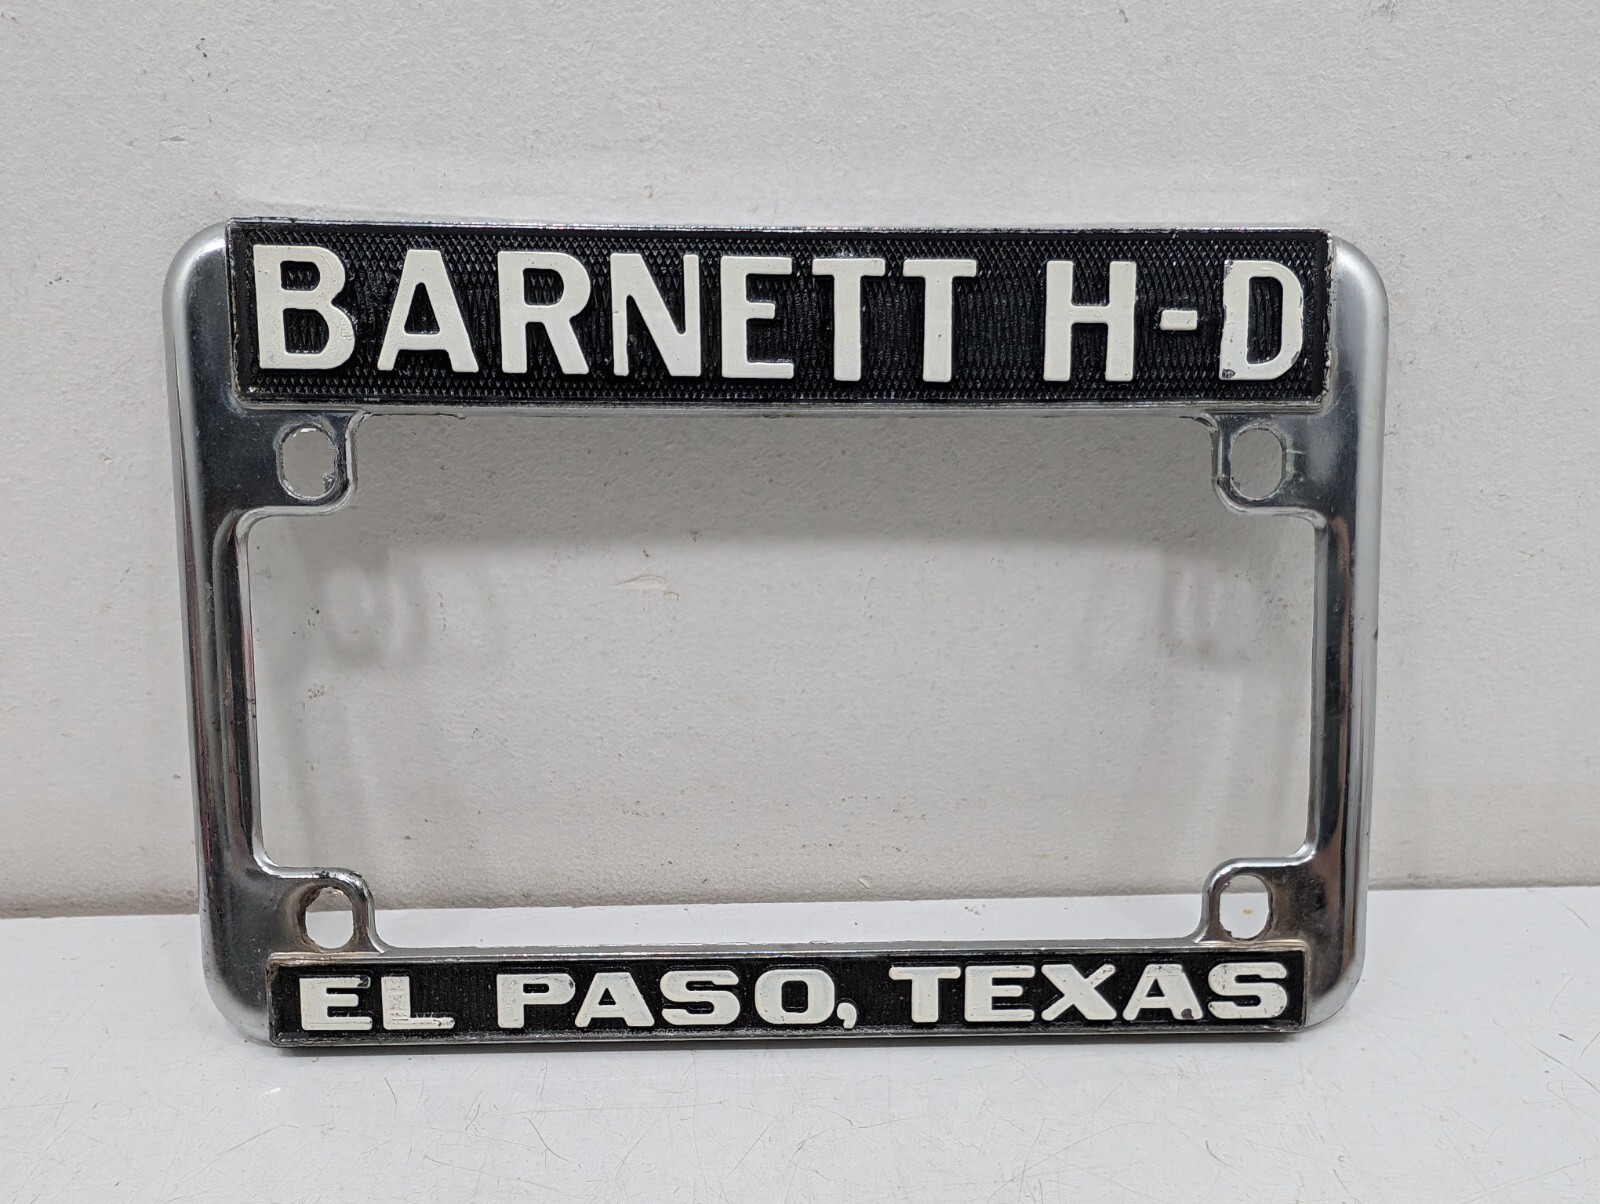 BARNETT H-D
EL PASO, TEXAS